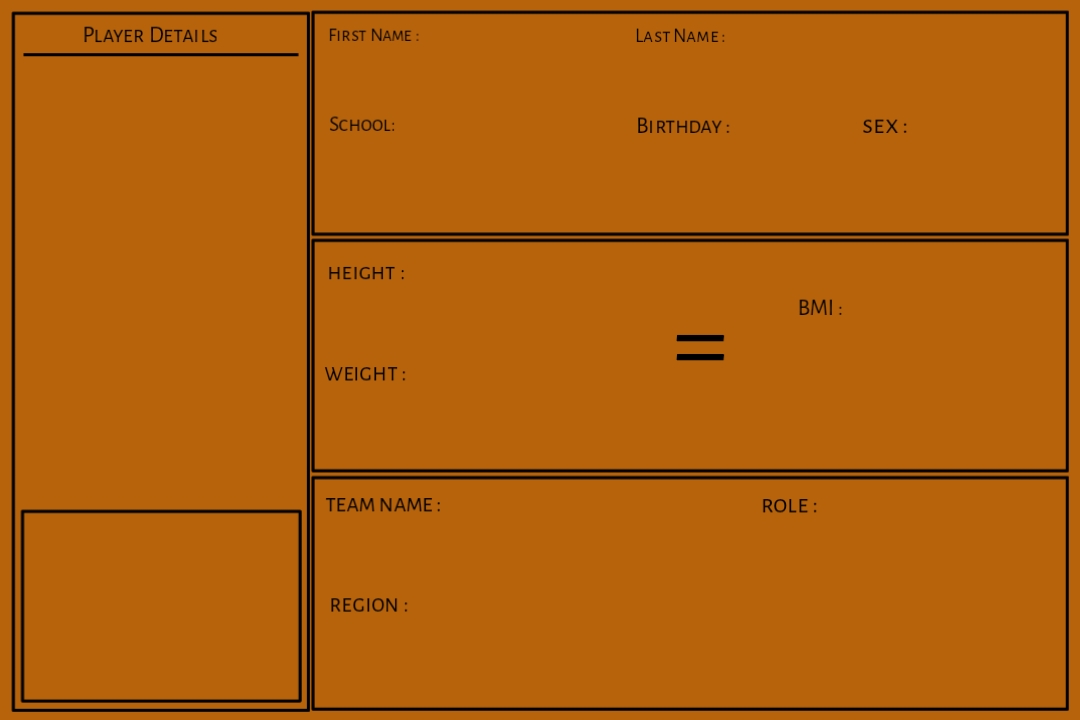 Player Details
First Name :
Last Name :
School:
Birthday :
SEX :
HEIGHT :
BMI :
=
WEIGHT :
TEAM NAME :
ROLE :
REGION :